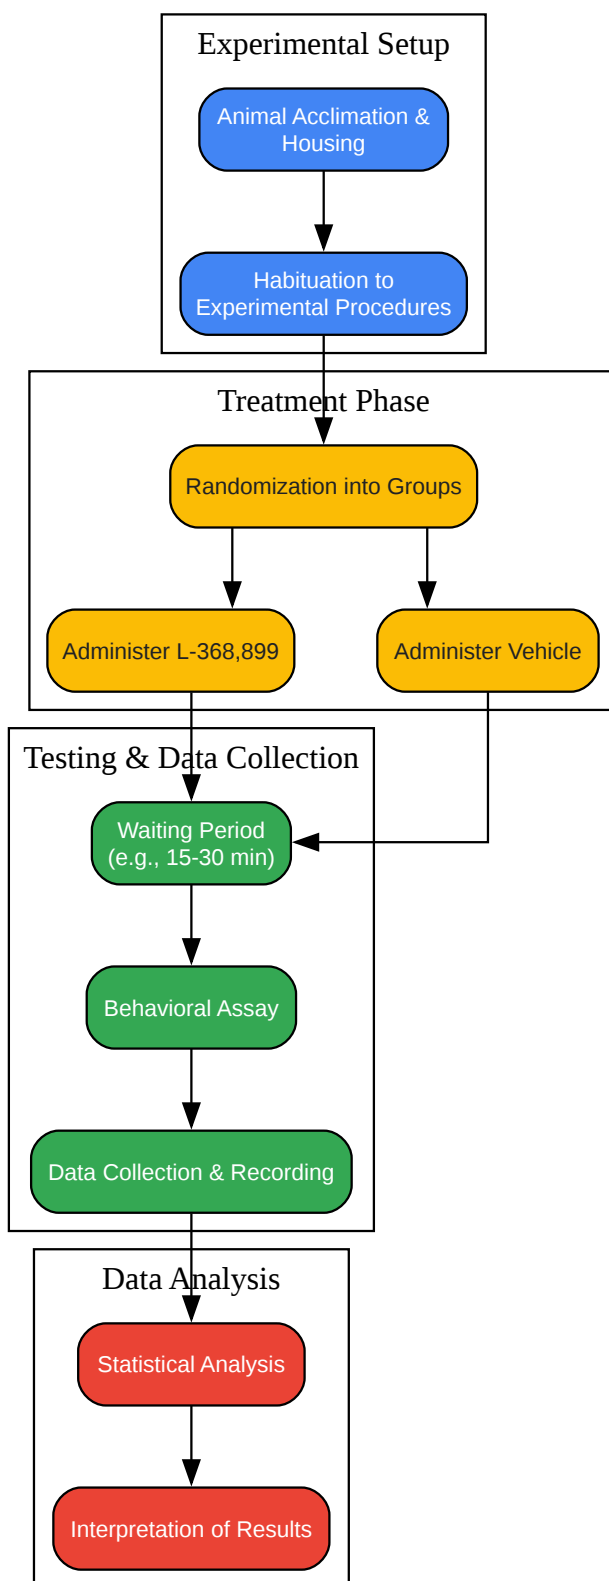 Experimental Setup
Animal Acclimation &
Housing
Habituation to
Experimental Procedures
Treatment Phase
Randomization into Groups
Administer L-368,899
Administer Vehicle
Testing & Data Collection
Waiting Period
(e.g., 15-30 min)
Behavioral Assay
Data Collection & Recording
Data Analysis
Statistical Analysis
Interpretation of Results